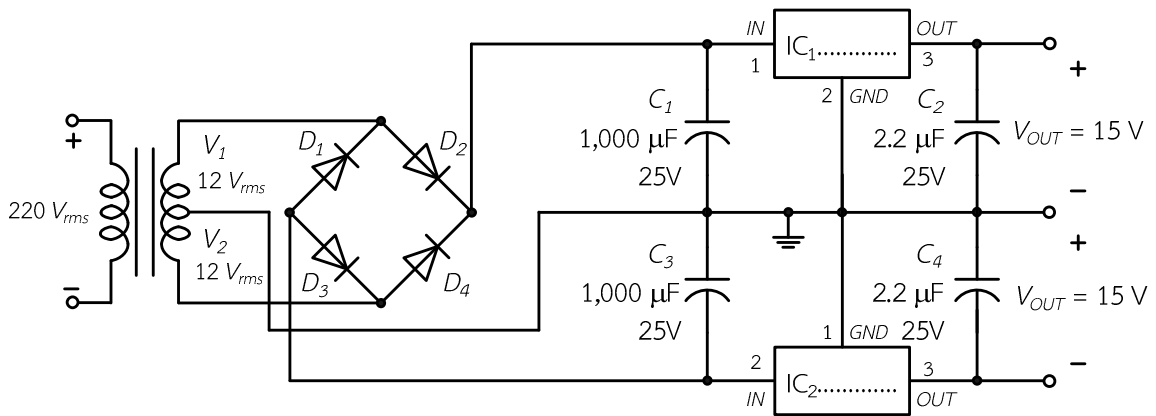 IN
OUT
IC1..............
1
3
2 GND
+
C1
1,000 µF
25V
C2
2.2 µF
25V
VOUT = 15 V
+
V1
12 Vrms
D1
D2
220 Vrms
V2
12 Vrms
D3
D4
−
−
+
C3
1,000 µF
25V
C4
2.2 µF
25V
VOUT = 15 V
1 GND
−
2
3
IC2..............
IN
OUT